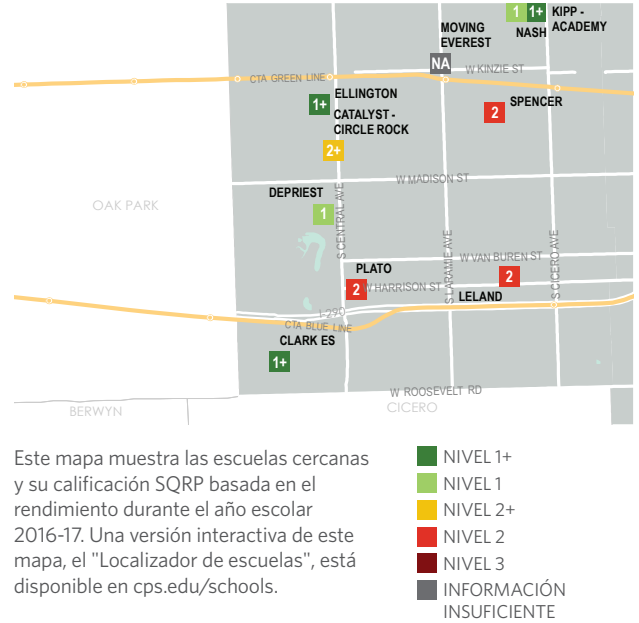 1 1+ KIPP -
ACADEMY
NASH
MOVING
EVEREST
NA
W KINZIE ST
CTA GREEN LINE
1+ ELLINGTON
2 SPENCER
CATALYST -
CIRCLE ROCK
2+
W MADISON ST
DEPRIEST
1
OAK PARK
S CENTRAL AVE
S LARAMIE AVE
S CICERO AVE
W VAN BUREN ST
PLATO
2
W HARRISON ST
2
LELAND
I-290
CTA BLUE LINE
CLARK ES
1+
W ROOSEVELT RD
BERWYN
CICERO
Este mapa muestra las escuelas cercanas
y su calificación SQRP basada en el
rendimiento durante el año escolar
2016-17. Una versión interactiva de este
mapa, el "Localizador de escuelas", está
disponible en cps.edu/schools.
NIVEL 1+
NIVEL 1
NIVEL 2+
NIVEL 2
NIVEL 3
INFORMACIÓN
INSUFICIENTE